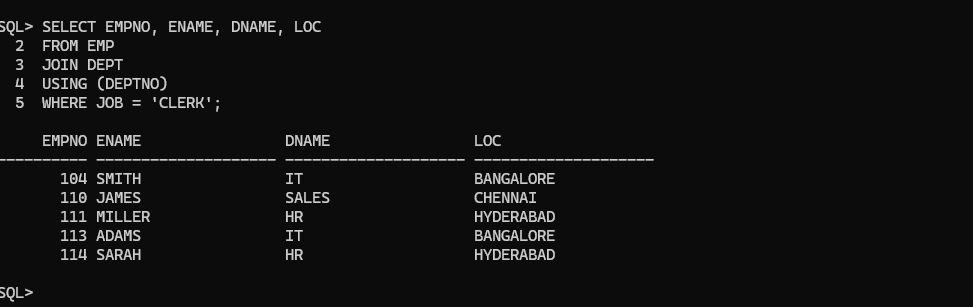 SQL> SELECT EMPNO, ENAME, DNAME, LOC
  2  FROM EMP
  3  JOIN DEPT
  4  USING (DEPTNO)
  5  WHERE JOB = 'CLERK';
     EMPNO ENAME                DNAME                LOC
---------- -------------------- -------------------- --------------------
       104 SMITH                IT                   BANGALORE
       110 JAMES                SALES                CHENNAI
       111 MILLER               HR                   HYDERABAD
       113 ADAMS                IT                   BANGALORE
       114 SARAH                HR                   HYDERABAD
SQL>